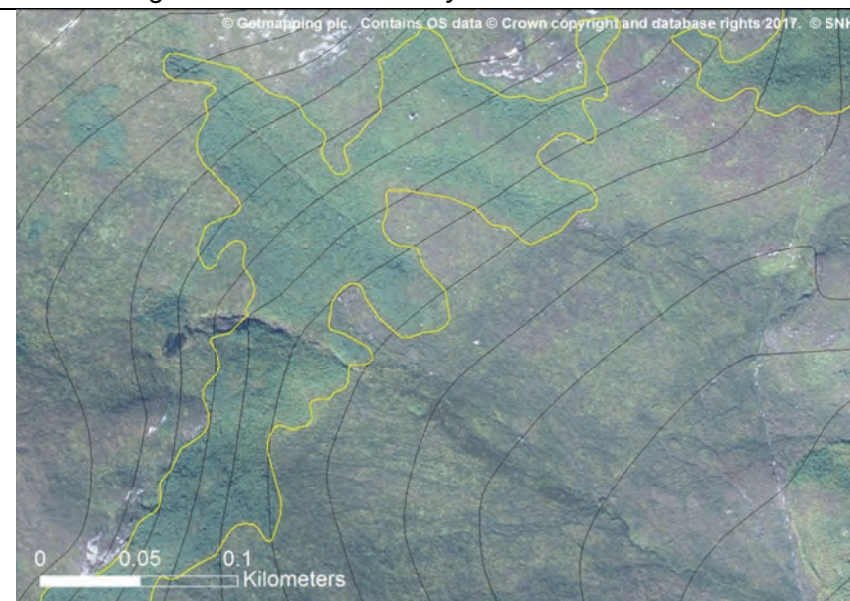 © Getmapping plc. Contains OS data © Crown copyright and database rights 2017. © SNH
0 0.05 0.1
Kilometers